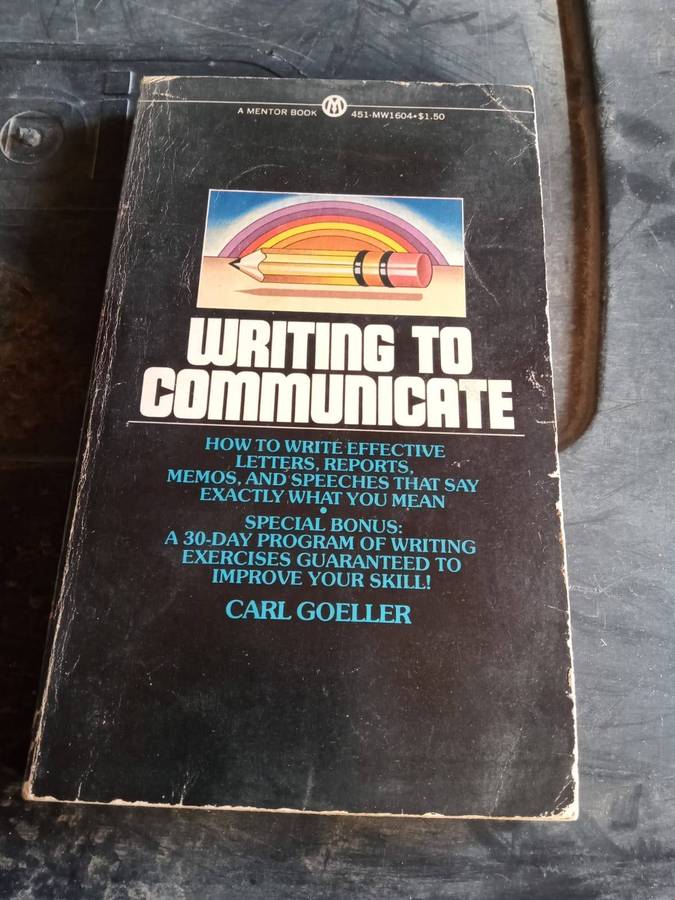 A MENTOR BOOK M 451-MW1604•$1.50
WRITING TO
COMMUNICATE
HOW TO WRITE EFFECTIVE
LETTERS, REPORTS,
MEMOS, AND SPEECHES THAT SAY
EXACTLY WHAT YOU MEAN
•
SPECIAL BONUS:
A 30-DAY PROGRAM OF WRITING
EXERCISES GUARANTEED TO
IMPROVE YOUR SKILL!
CARL GOELLER